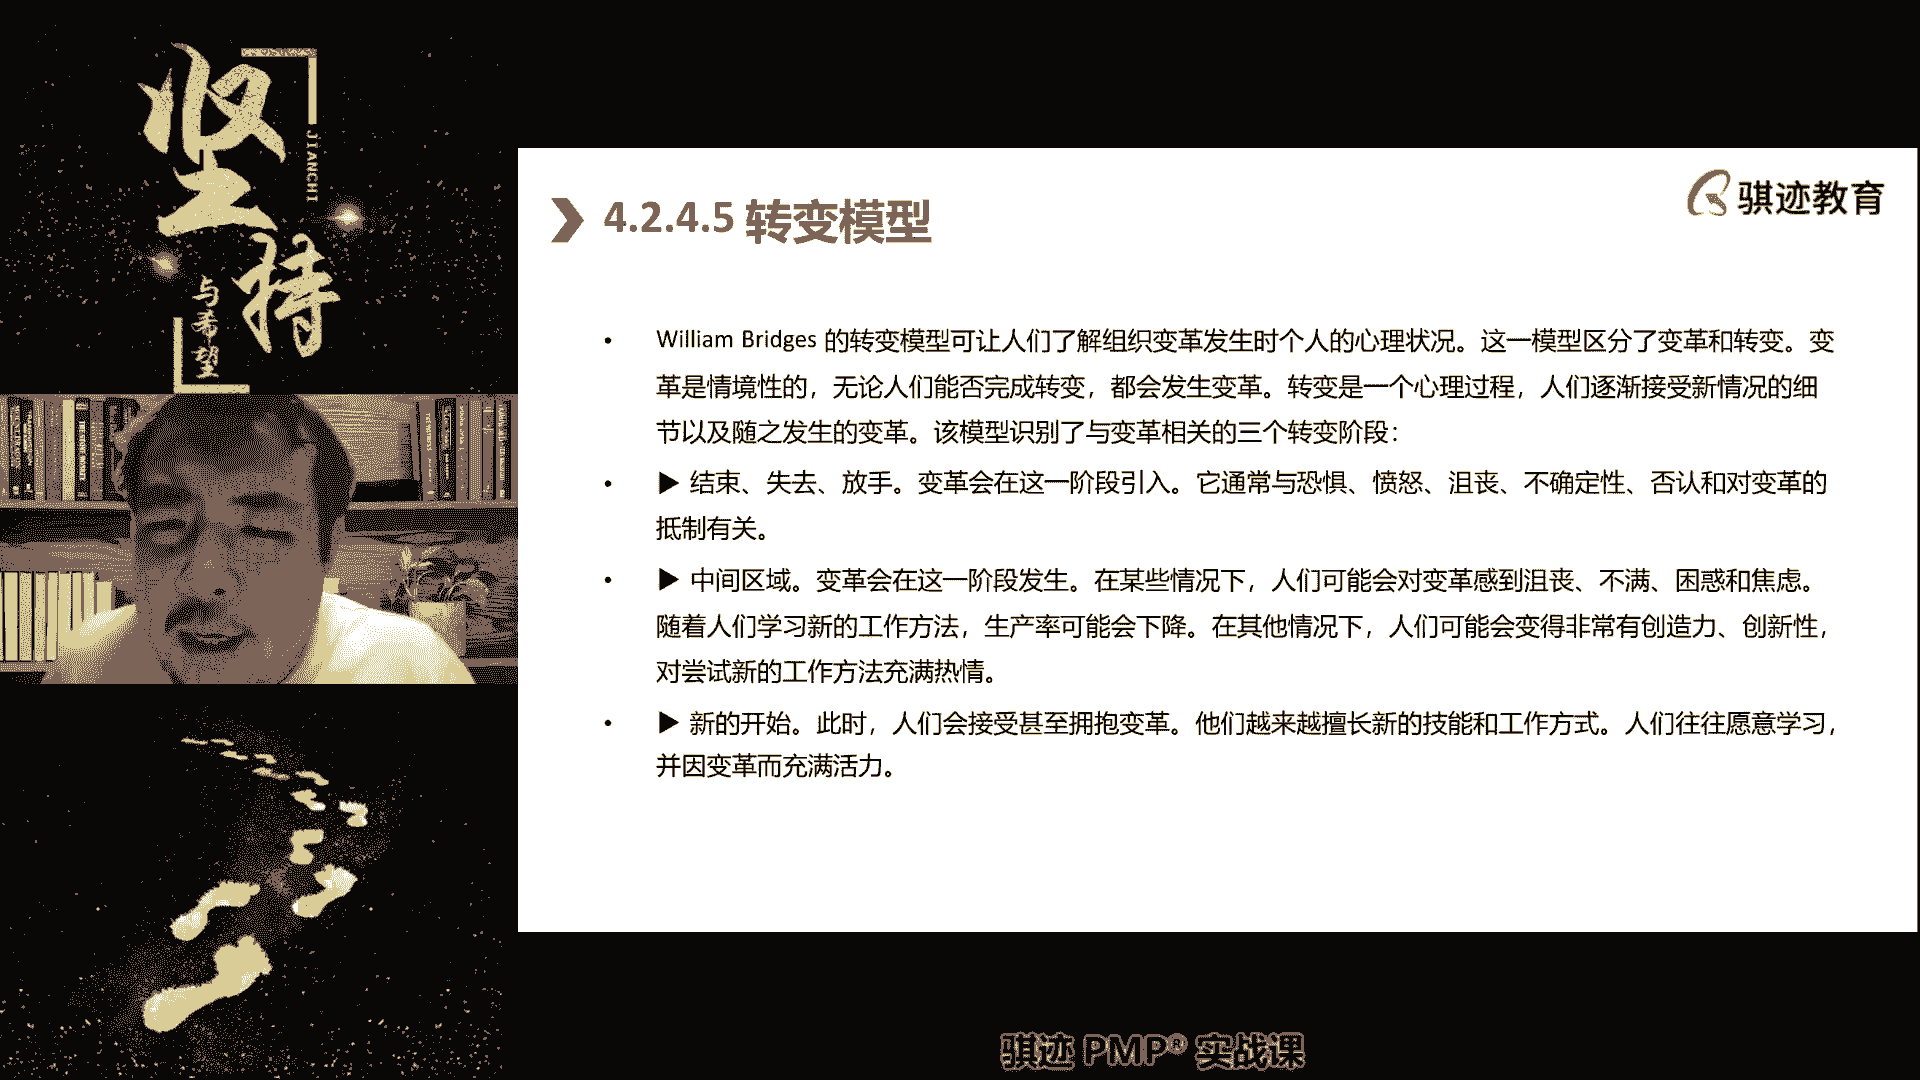 坚持
JIANCHI
与希望
骐迹教育
4.2.4.5 转变模型
• William Bridges 的转变模型可让人们了解组织变革发生时个人的心理状况。这一模型区分了变革和转变。变
革是情境性的，无论人们能否完成转变，都会发生变革。转变是一个心理过程，人们逐渐接受新情况的细
节以及随之发生的变革。该模型识别了与变革相关的三个转变阶段：
• ▶ 结束、失去、放手。变革会在这一阶段引入。它通常与恐惧、愤怒、沮丧、不确定性、否认和对变革的
抵制有关。
• ▶ 中间区域。变革会在这一阶段发生。在某些情况下，人们可能会对变革感到沮丧、不满、困惑和焦虑。
随着人们学习新的工作方法，生产率可能会下降。在其他情况下，人们可能会变得非常有创造力、创新性，
对尝试新的工作方法充满热情。
• ▶ 新的开始。此时，人们会接受甚至拥抱变革。他们越来越擅长新的技能和工作方式。人们往往愿意学习，
并因变革而充满活力。
骐迹 PMP® 实战课